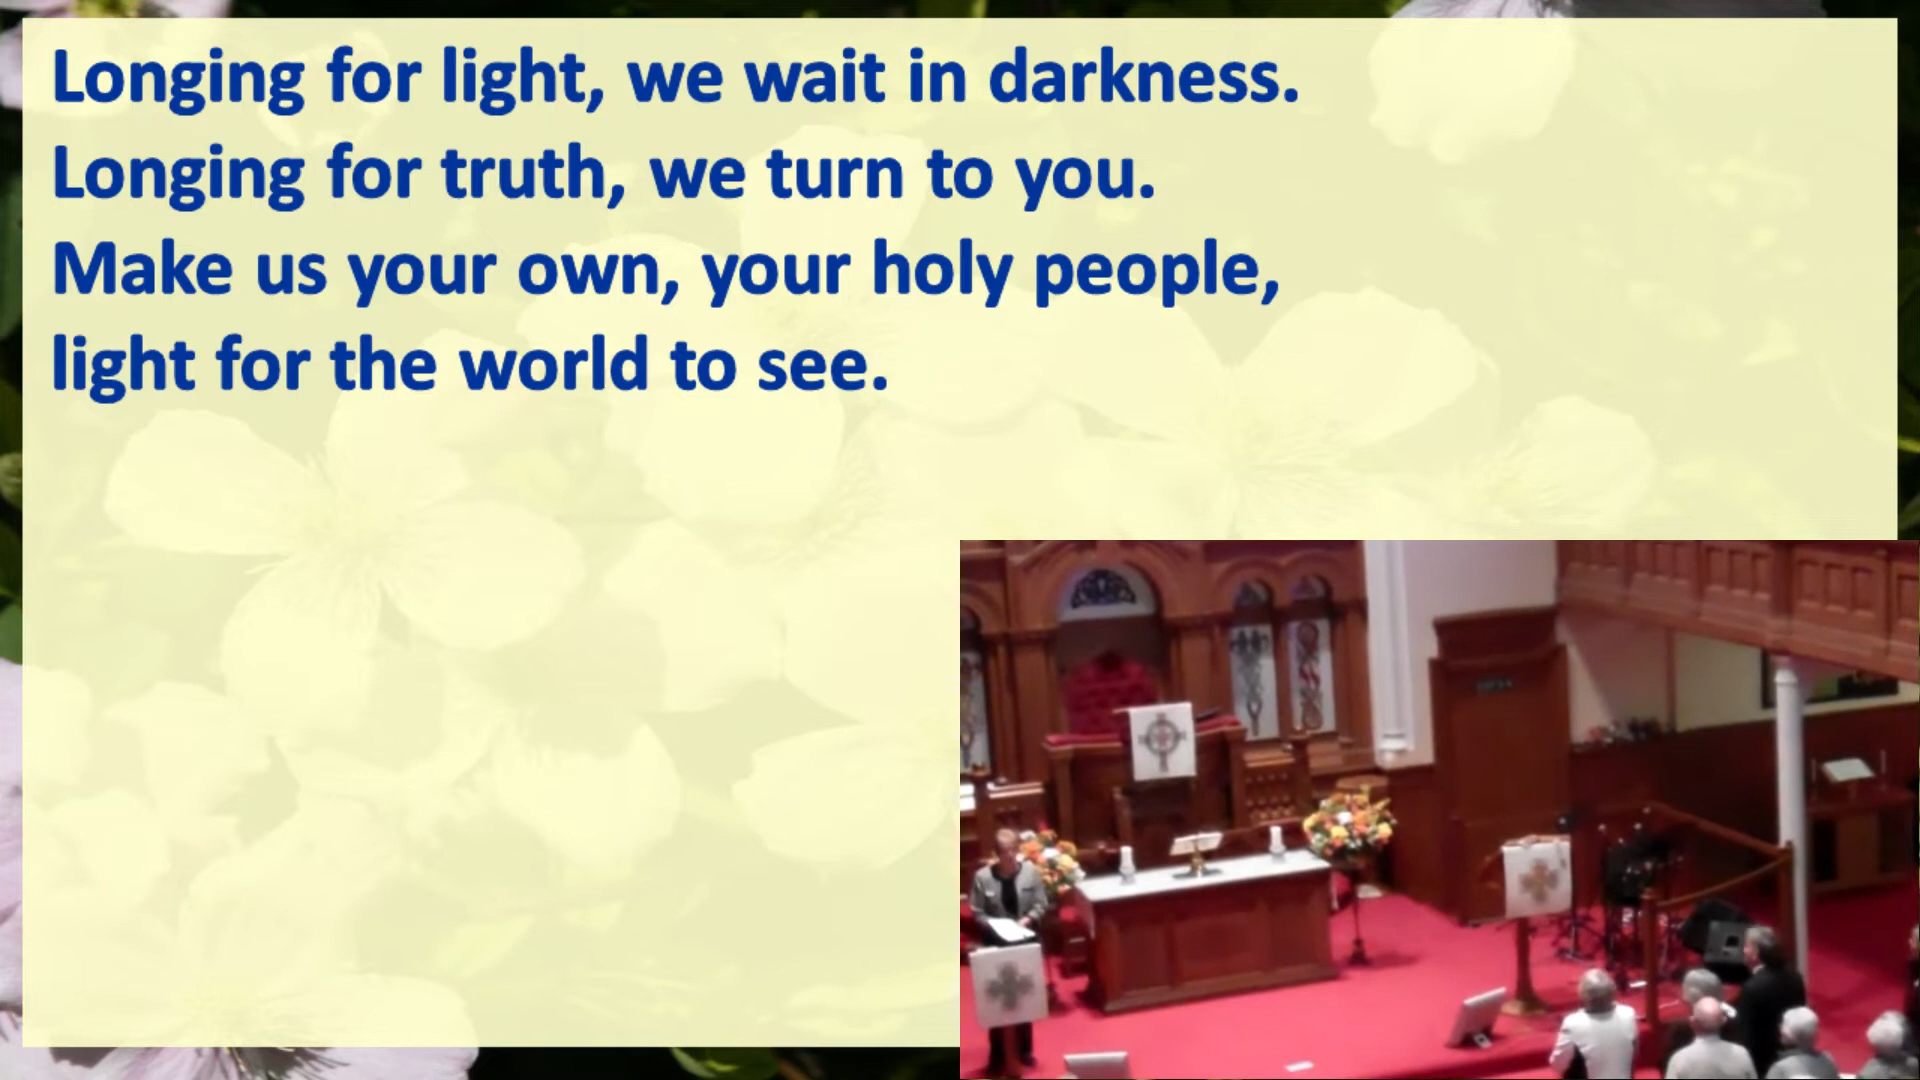 Longing for light, we wait in darkness.
Longing for truth, we turn to you.
Make us your own, your holy people,
light for the world to see.